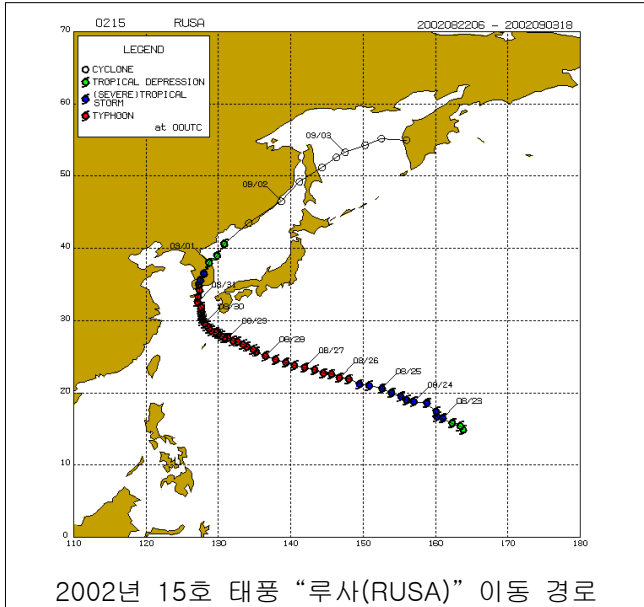 0215 RUSA 2002082206 - 2002090318
70
LEGEND
CYCLONE
TROPICAL DEPRESSION
(SEVERE)TROPICAL
STORM
TYPHOON
at 00UTC
60
09/03
50
09/02
40
09/01
08/31
30
08/30
08/29
08/28
08/27
08/26
08/25
08/24
08/23
20
10
0
110 120 130 140 150 160 170 180
2002년 15호 태풍 “루사(RUSA)” 이동 경로